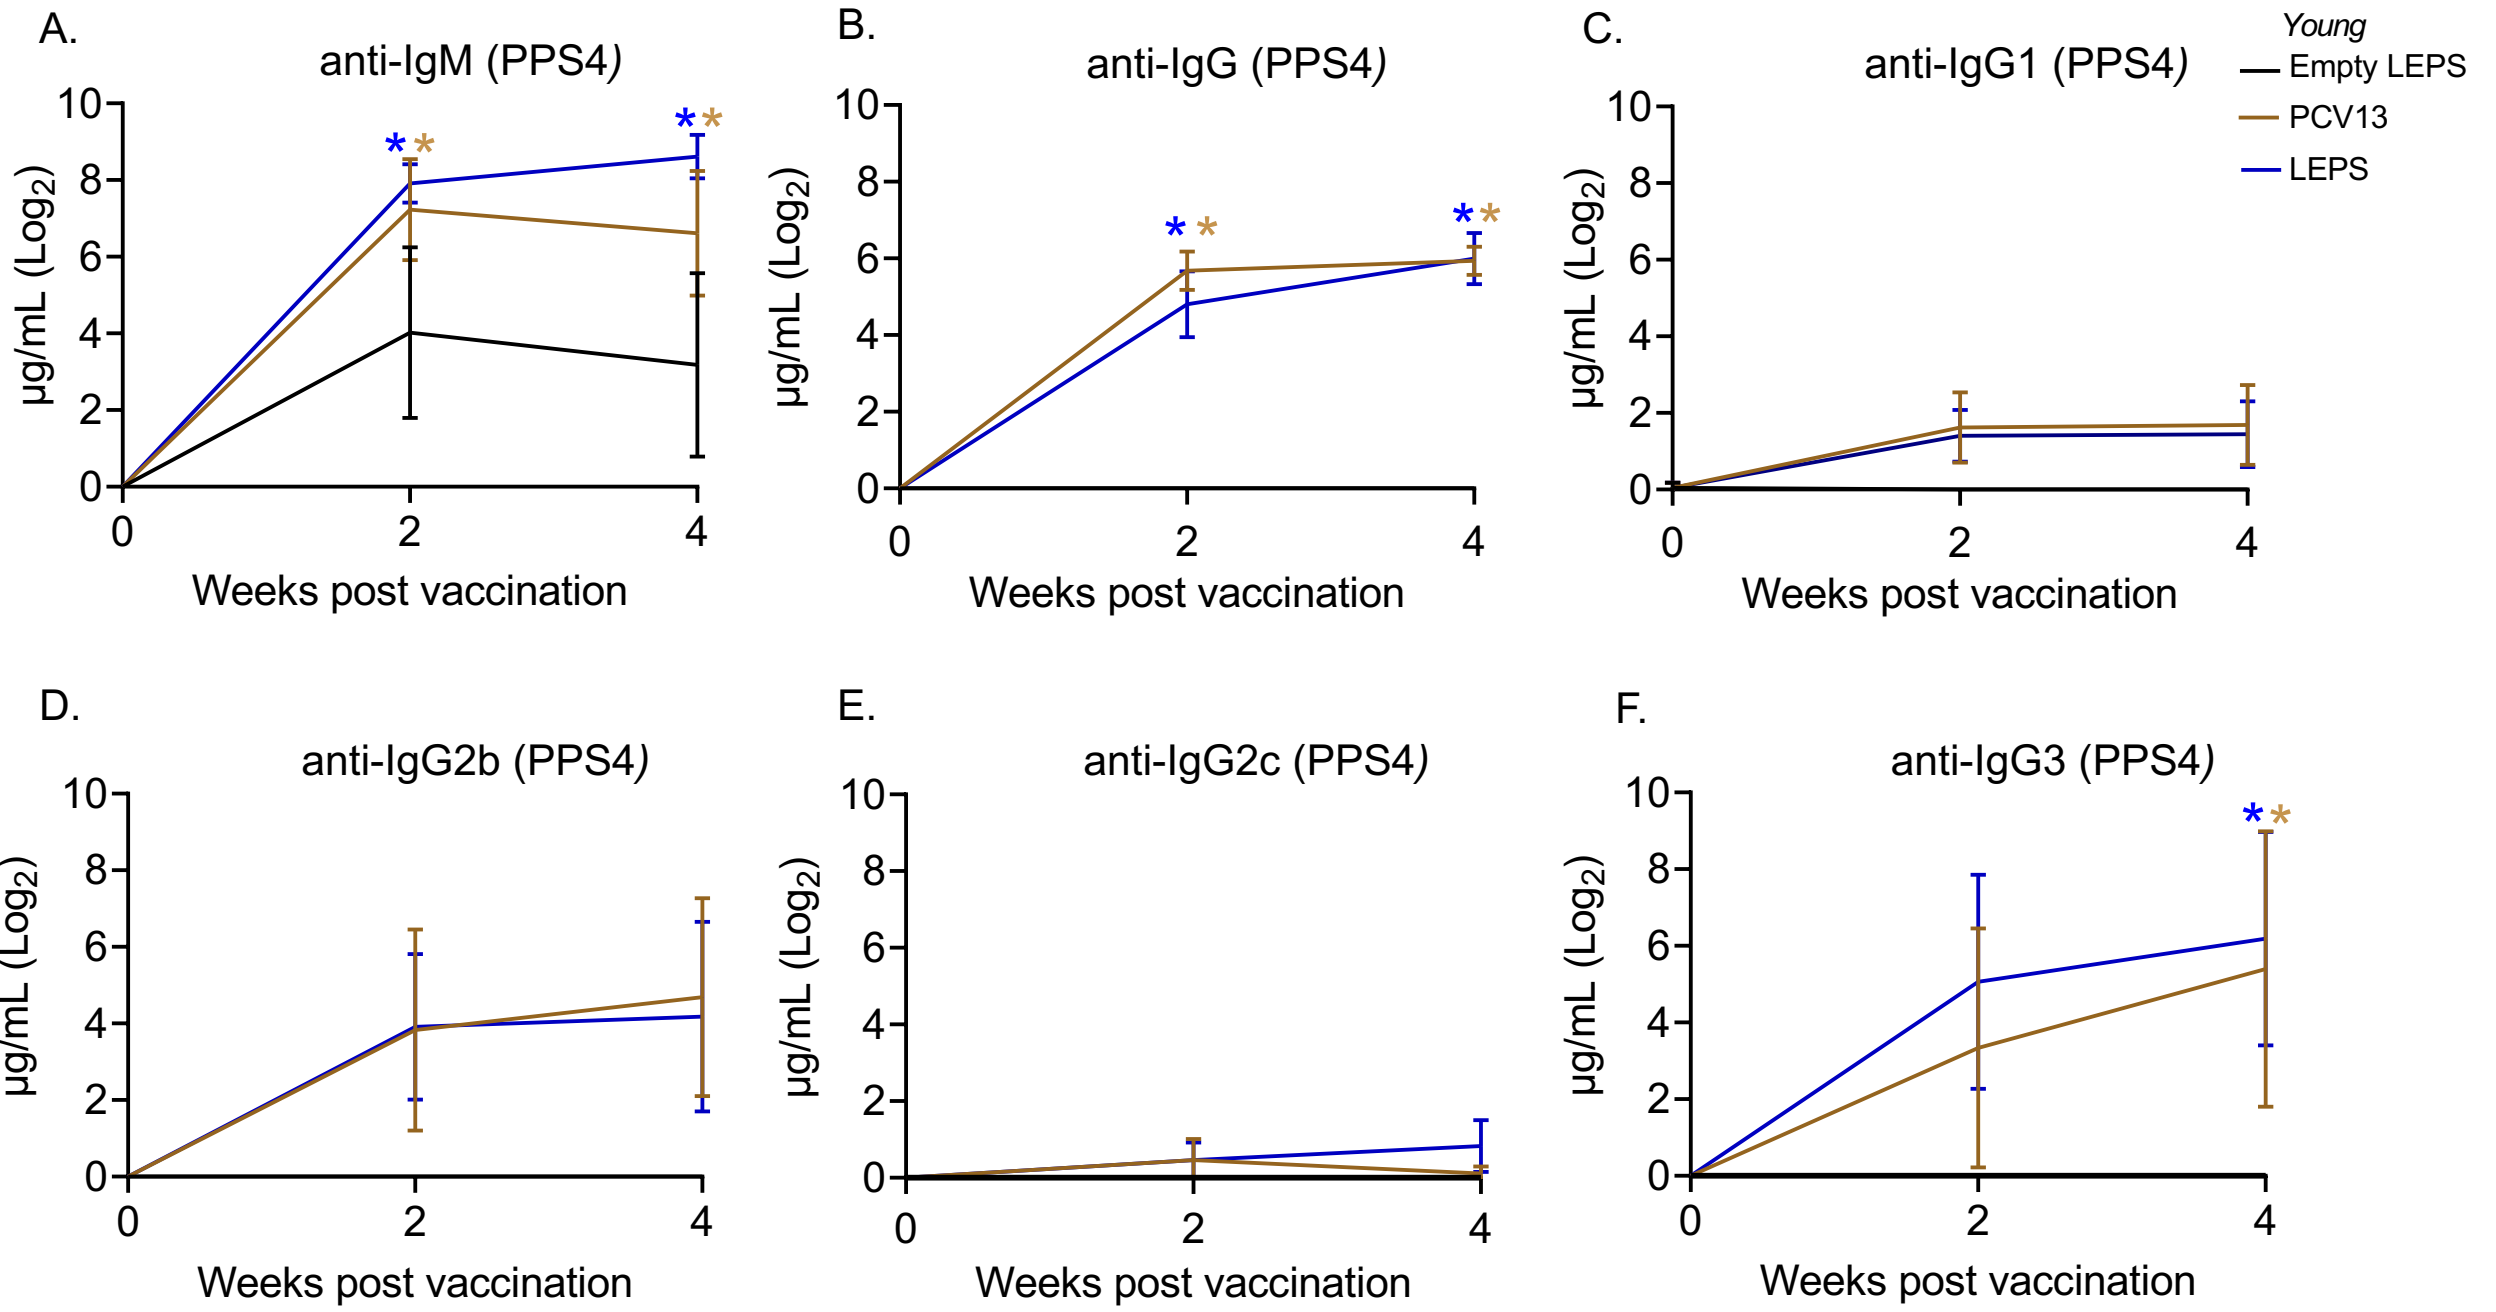 A.
anti-IgM (PPS4)
* *
* *
µg/mL (Log2)
10
8
6
4
2
0
0 2 4
Weeks post vaccination
B.
anti-IgG (PPS4)
* *
* *
µg/mL (Log2)
10
8
6
4
2
0
0 2 4
Weeks post vaccination
C.
anti-IgG1 (PPS4)
µg/mL (Log2)
10
8
6
4
2
0
0 2 4
Weeks post vaccination
Young
Empty LEPS
PCV13
LEPS
D.
anti-IgG2b (PPS4)
µg/mL (Log2)
10
8
6
4
2
0
0 2 4
Weeks post vaccination
E.
anti-IgG2c (PPS4)
µg/mL (Log2)
10
8
6
4
2
0
0 2 4
Weeks post vaccination
F.
anti-IgG3 (PPS4)
* *
µg/mL (Log2)
10
8
6
4
2
0
0 2 4
Weeks post vaccination